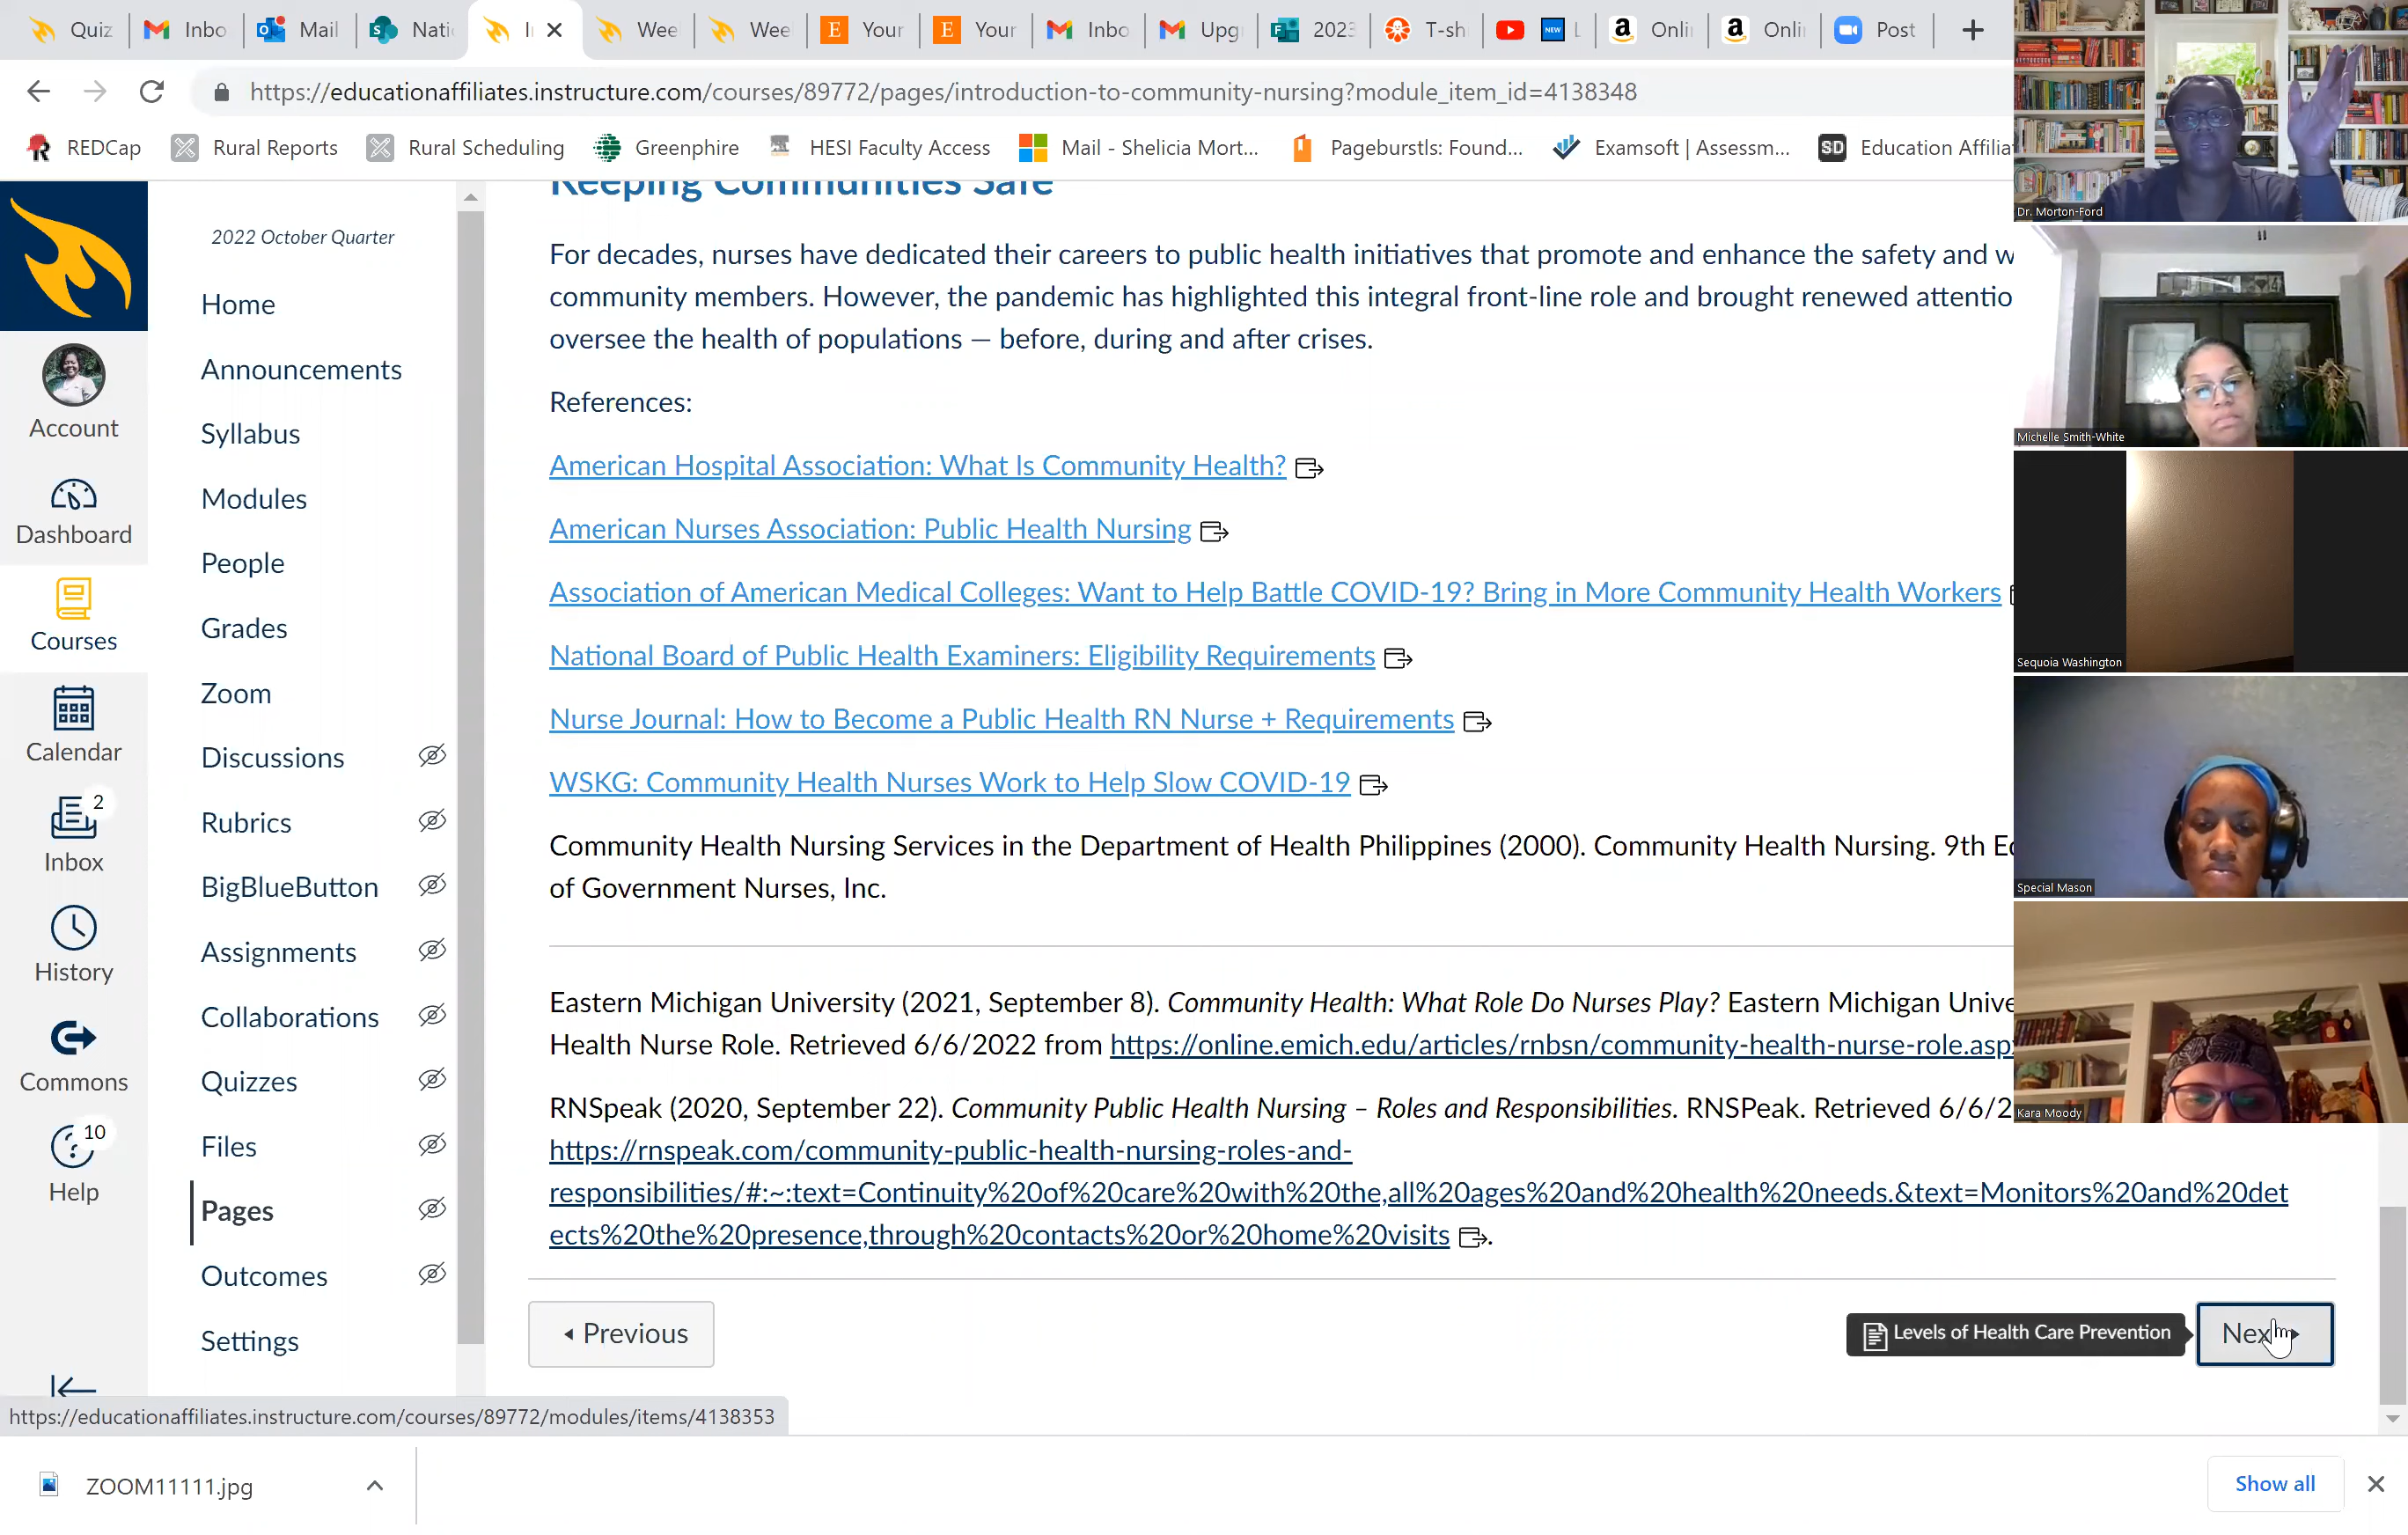 Quiz
Inbo
Mail
Nati
I
Wee
Wee
Your
Your
Inbo
Upg
2023
T-sh
NEW
L
Onli
Onli
Post
https://educationaffiliates.instructure.com/courses/89772/pages/introduction-to-community-nursing?module_item_id=4138348
REDCap
Rural Reports
Rural Scheduling
Greenphire
HESI Faculty Access
Mail - Shelicia Mort...
Pageburstls: Found...
Examsoft | Assessm...
SD
Education Affilia
Dr. Morton-Ford
Michelle Smith-White
Sequoia Washington
Special Mason
Kara Moody
Account
Dashboard
Courses
Calendar
2
Inbox
History
Commons
10
Help
2022 October Quarter
Home
Announcements
Syllabus
Modules
People
Grades
Zoom
Discussions
Rubrics
BigBlueButton
Assignments
Collaborations
Quizzes
Files
Pages
Outcomes
Settings
Keeping Communities Safe
For decades, nurses have dedicated their careers to public health initiatives that promote and enhance the safety and w
community members. However, the pandemic has highlighted this integral front-line role and brought renewed attentio
oversee the health of populations — before, during and after crises.
References:
American Hospital Association: What Is Community Health?
American Nurses Association: Public Health Nursing
Association of American Medical Colleges: Want to Help Battle COVID-19? Bring in More Community Health Workers
National Board of Public Health Examiners: Eligibility Requirements
Nurse Journal: How to Become a Public Health RN Nurse + Requirements
WSKG: Community Health Nurses Work to Help Slow COVID-19
Community Health Nursing Services in the Department of Health Philippines (2000). Community Health Nursing. 9th Ed
of Government Nurses, Inc.
Eastern Michigan University (2021, September 8). Community Health: What Role Do Nurses Play? Eastern Michigan Unive
Health Nurse Role. Retrieved 6/6/2022 from https://online.emich.edu/articles/rnbsn/community-health-nurse-role.asp
RNSpeak (2020, September 22). Community Public Health Nursing – Roles and Responsibilities. RNSPeak. Retrieved 6/6/2
https://rnspeak.com/community-public-health-nursing-roles-and-
responsibilities/#:~:text=Continuity%20of%20care%20with%20the,all%20ages%20and%20health%20needs.&text=Monitors%20and%20det
ects%20the%20presence,through%20contacts%20or%20home%20visits.
Previous
Levels of Health Care Prevention
Nex
https://educationaffiliates.instructure.com/courses/89772/modules/items/4138353
ZOOM11111.jpg
Show all